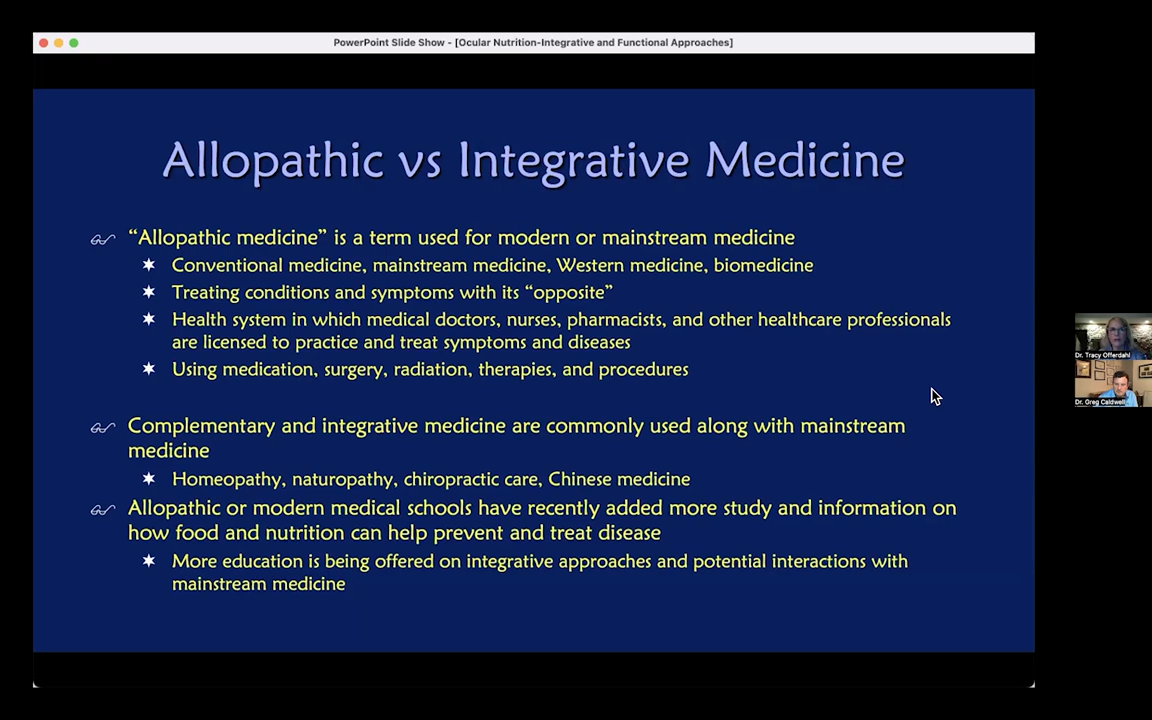 PowerPoint Slide Show - [Ocular Nutrition-Integrative and Functional Approaches]
Allopathic vs Integrative Medicine
“Allopathic medicine” is a term used for modern or mainstream medicine
Conventional medicine, mainstream medicine, Western medicine, biomedicine
Treating conditions and symptoms with its “opposite”
Health system in which medical doctors, nurses, pharmacists, and other healthcare professionals
are licensed to practice and treat symptoms and diseases
Using medication, surgery, radiation, therapies, and procedures
Complementary and integrative medicine are commonly used along with mainstream
medicine
Homeopathy, naturopathy, chiropractic care, Chinese medicine
Allopathic or modern medical schools have recently added more study and information on
how food and nutrition can help prevent and treat disease
More education is being offered on integrative approaches and potential interactions with
mainstream medicine
Dr. Tracy Offerdahl
Dr. Greg Caldwell